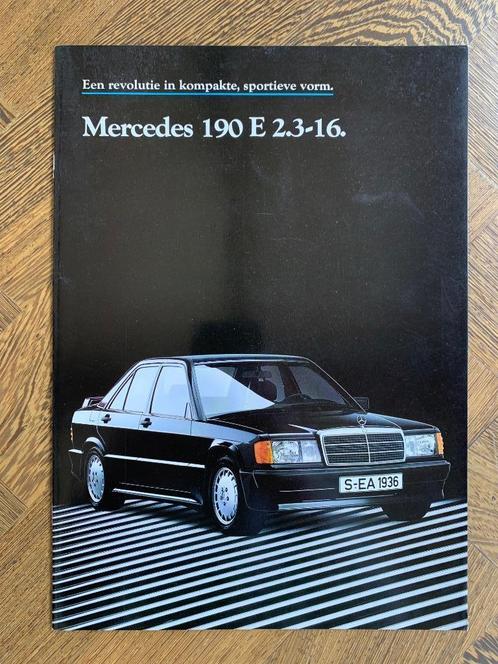 Een revolutie in kompakte, sportieve vorm.
Mercedes 190 E 2.3-16.
S-EA 1936